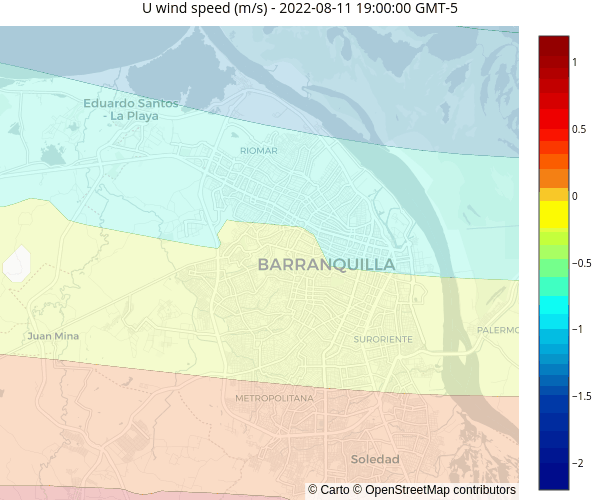 U wind speed (m/s) - 2022-08-11 19:00:00 GMT-5
Eduardo Santos
- La Playa
RIOMAR
BARRANQUILLA
Juan Mina
SURORIENTE
PALERMO
METROPOLITANA
Soledad
© Carto © OpenStreetMap contributors
1
0.5
0
−0.5
−1
−1.5
−2